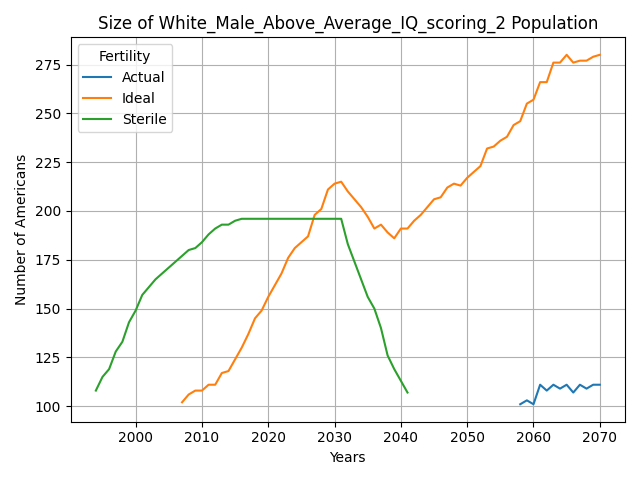 Size of White_Male_Above_Average_IQ_scoring_2 Population
Fertility
Actual
Ideal
Sterile
Number of Americans
275
250
225
200
175
150
125
100
2000 2010 2020 2030 2040 2050 2060 2070
Years